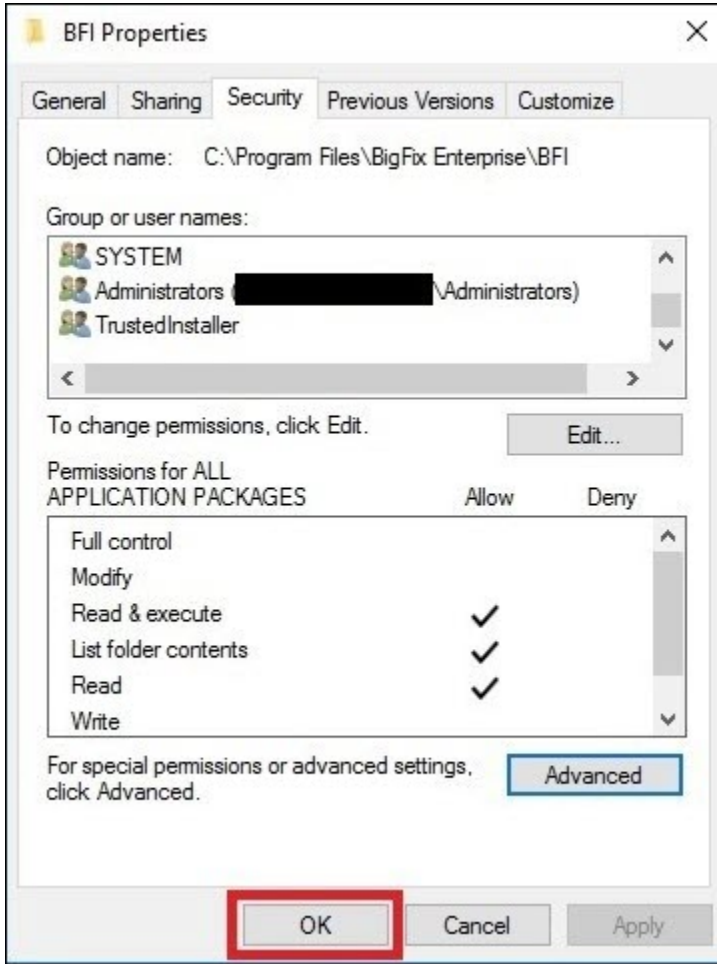 BFI Properties
General Sharing Security Previous Versions Customize
Object name: C:\Program Files\BigFix Enterprise\BFI
Group or user names:
SYSTEM
Administrators ( \Administrators)
TrustedInstaller
To change permissions, click Edit.
Edit...
Permissions for ALL
APPLICATION PACKAGES Allow Deny
Full control
Modify
Read & execute
List folder contents
Read
Write
For special permissions or advanced settings,
click Advanced.
Advanced
OK Cancel Apply